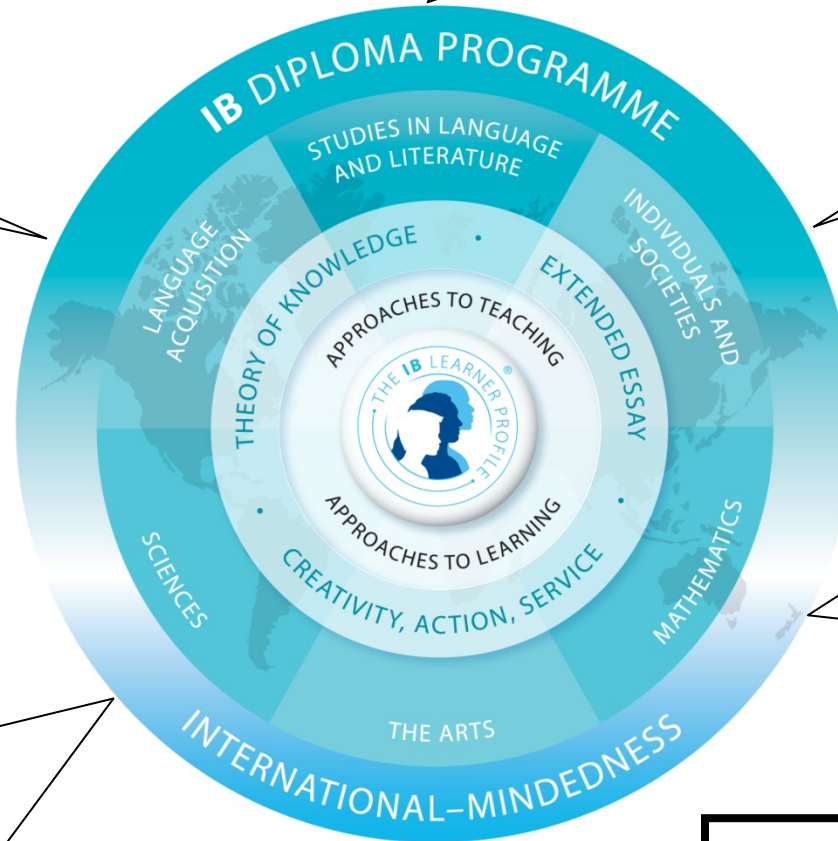 IB DIPLOMA PROGRAMME
STUDIES IN LANGUAGE
AND LITERATURE
LANGUAGE
ACQUISITION
INDIVIDUALS AND
SOCIETIES
THEORY OF KNOWLEDGE ·
EXTENDED ESSAY
APPROACHES TO TEACHING
· THE IB LEARNER PROFILE · ®
APPROACHES TO LEARNING
· CREATIVITY, ACTION, SERVICE ·
SCIENCES
MATHEMATICS
THE ARTS
INTERNATIONAL–MINDEDNESS